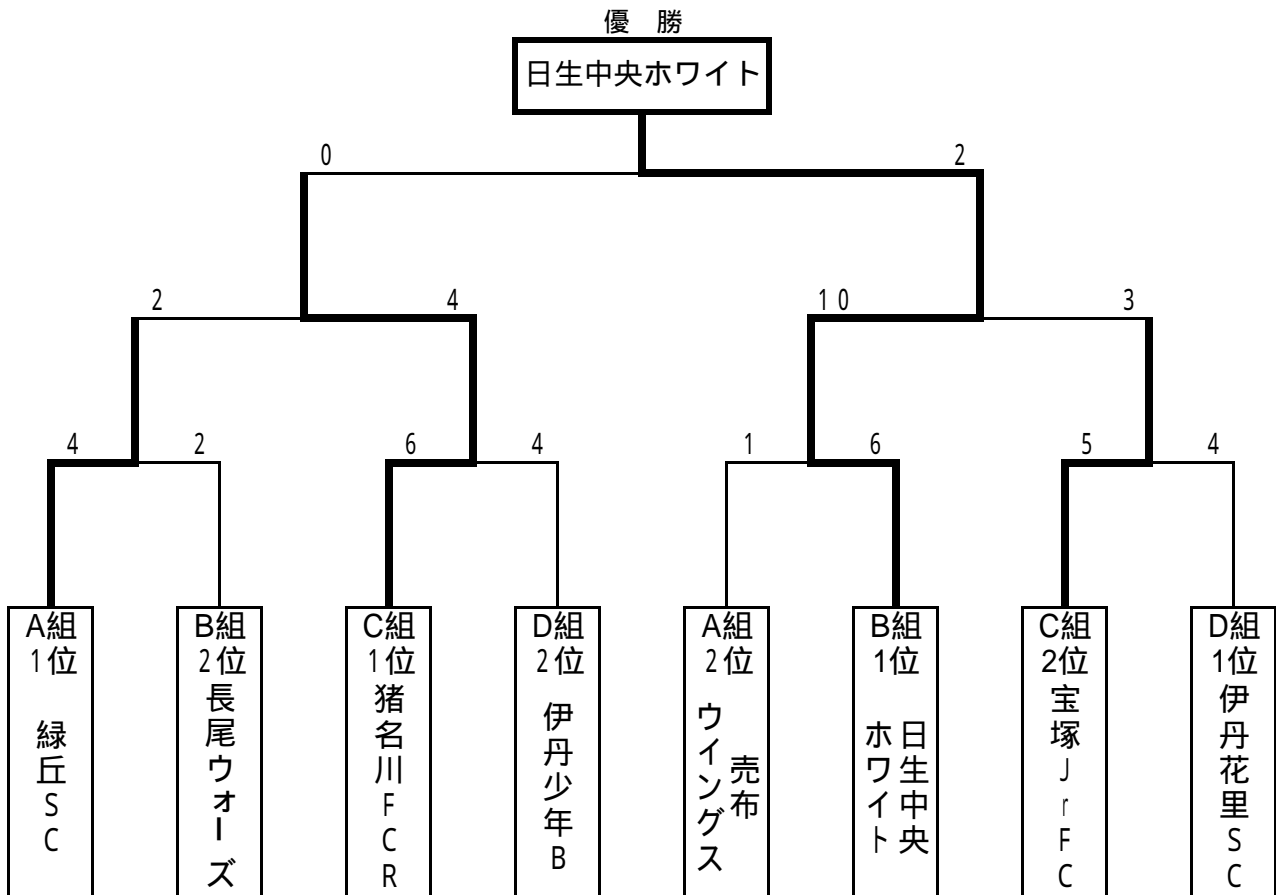 優 勝
日生中央ホワイト
0 2
2 4 10 3
4 2 6 4 1 6 5 4
A組
1位
緑丘SC
B組
2位
長尾ウォーズ
C組
1位
猪名川FCR
D組
2位
伊丹少年B
A組
2位
売布
ウイングス
B組
1位
日生中央
ホワイト
C組
2位
宝塚JrFC
D組
1位
伊丹花里SC